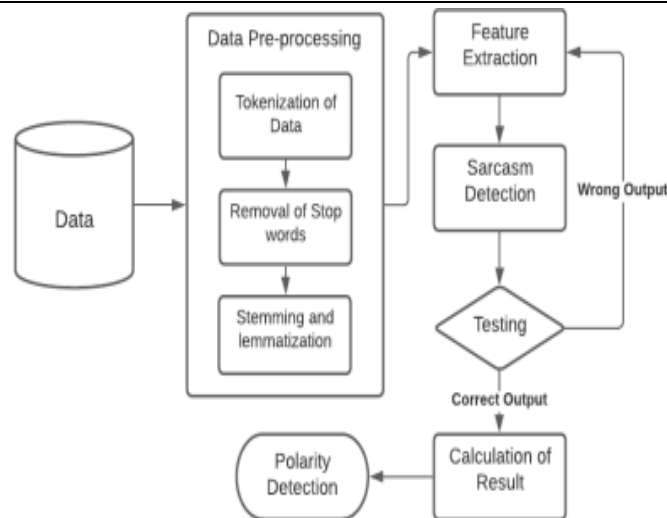 Data
Data Pre-processing
Tokenization of
Data
Removal of Stop
words
Stemming and
lemmatization
Feature
Extraction
Sarcasm
Detection
Wrong Output
Testing
Correct Output
Calculation of
Result
Polarity
Detection